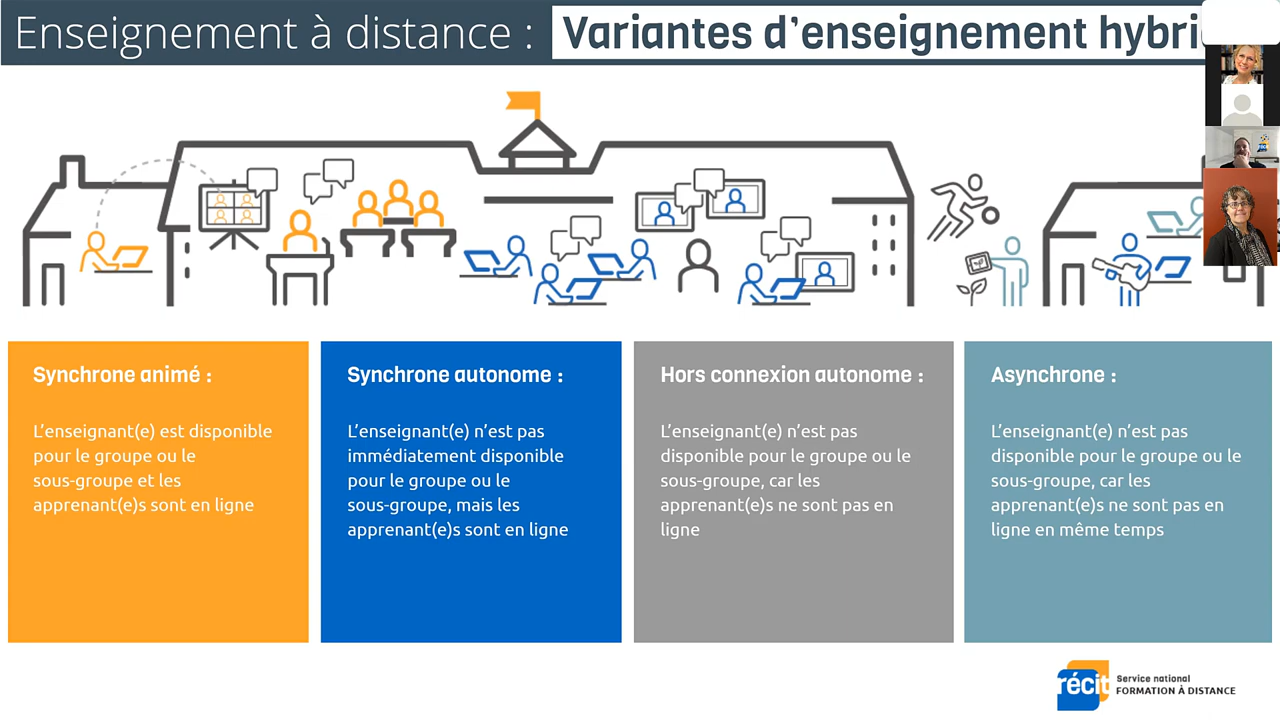 Enseignement à distance : Variantes d'enseignement hybri
Synchrone animé :
L'enseignant(e) est disponible
pour le groupe ou le
sous-groupe et les
apprenant(e)s sont en ligne
Synchrone autonome :
L'enseignant(e) n'est pas
immédiatement disponible
pour le groupe ou le
sous-groupe, mais les
apprenant(e)s sont en ligne
Hors connexion autonome :
L'enseignant(e) n'est pas
disponible pour le groupe ou le
sous-groupe, car les
apprenant(e)s ne sont pas en
ligne
Asynchrone :
L'enseignant(e) n'est pas
disponible pour le groupe ou le
sous-groupe, car les
apprenant(e)s ne sont pas en
ligne en même temps
récit
Service national
FORMATION À DISTANCE